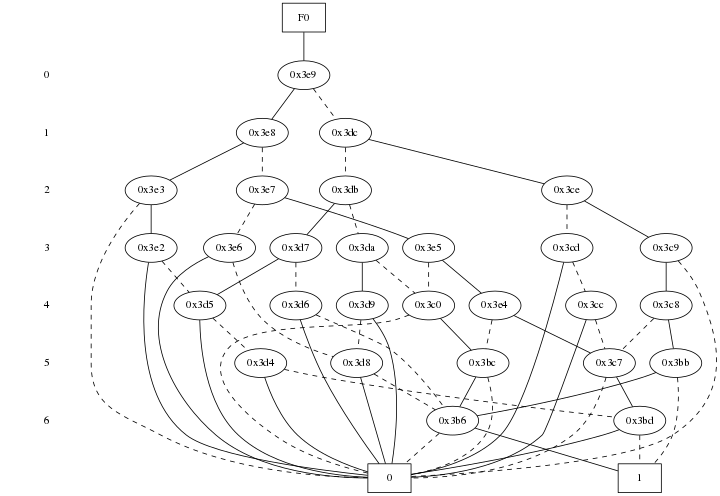 F0
0 0x3e9
1 0x3e8 0x3dc
2 0x3e3 0x3e7 0x3db 0x3ce
3 0x3e2 0x3e6 0x3d7 0x3da 0x3e5 0x3cd 0x3c9
4 0x3d5 0x3d6 0x3d9 0x3c0 0x3e4 0x3cc 0x3c8
5 0x3d4 0x3d8 0x3bc 0x3c7 0x3bb
6 0x3b6 0x3bd
0 1